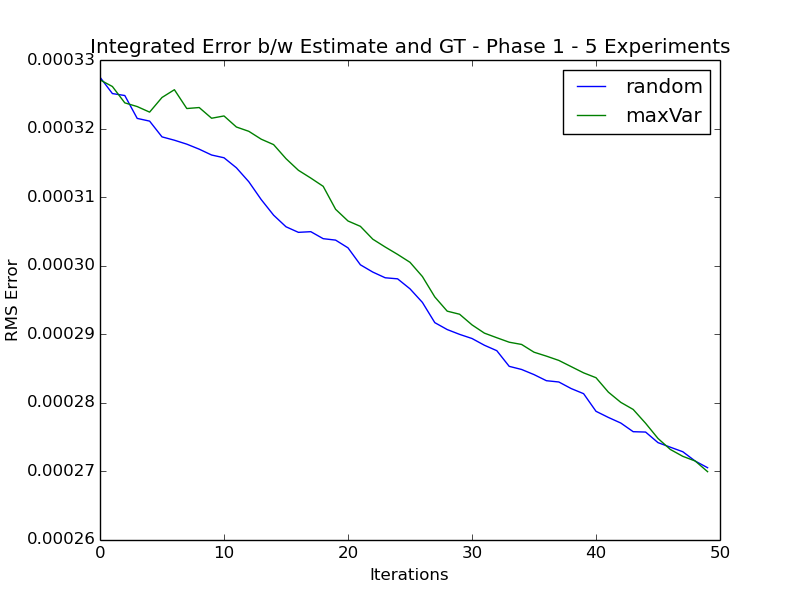 Integrated Error b/w Estimate and GT - Phase 1 - 5 Experiments
0.00033
0.00032
0.00031
0.00030
0.00029
0.00028
0.00027
0.00026
RMS Error
random
maxVar
0 10 20 30 40 50
Iterations